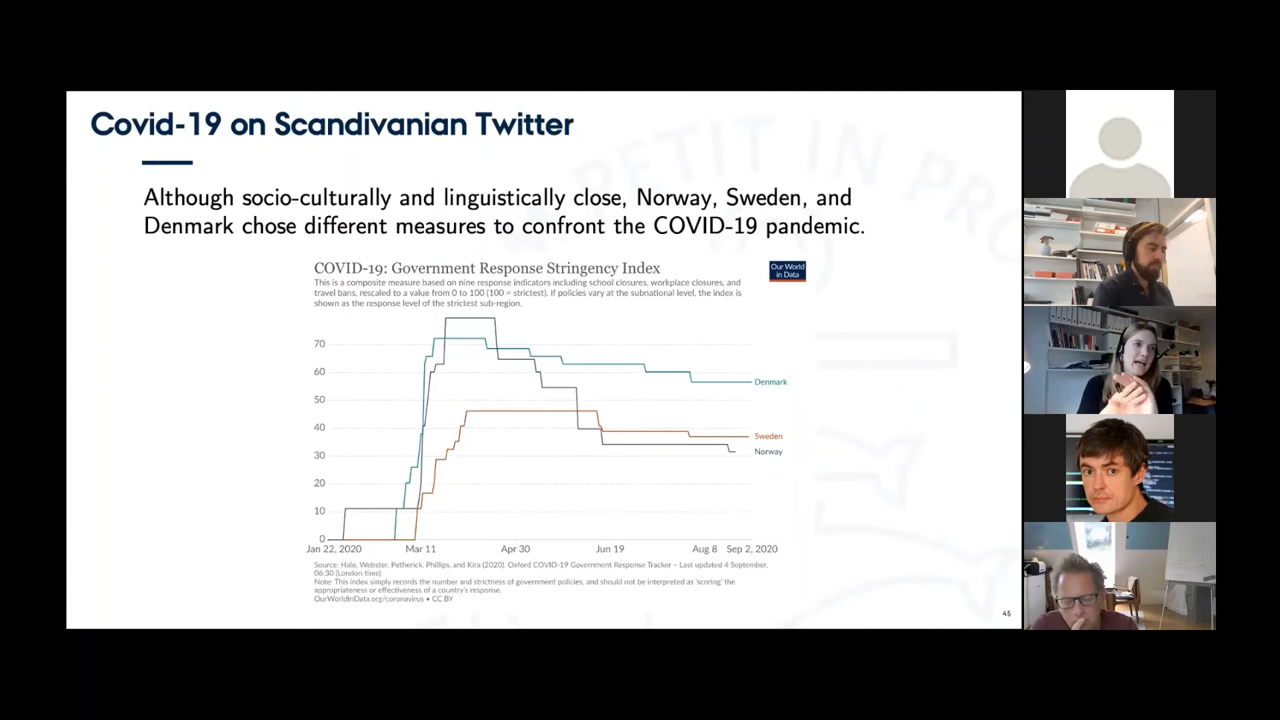 Covid-19 on Scandivanian Twitter
Although socio-culturally and linguistically close, Norway, Sweden, and
Denmark chose different measures to confront the COVID-19 pandemic.
COVID-19: Government Response Stringency Index
Our World
in Data
This is a composite measure based on nine response indicators including school closures, workplace closures, and
travel bans, rescaled to a value from 0 to 100 (100 = strictest). If policies vary at the subnational level, the index is
shown as the response level of the strictest sub-region.
70
60
50
40
30
20
10
0
Denmark
Sweden
Norway
Jan 22, 2020
Mar 11
Apr 30
Jun 19
Aug 8
Sep 2, 2020
Source: Hale, Webster, Petherick, Phillips, and Kira (2020). Oxford COVID-19 Government Response Tracker – Last updated 4 September,
06:30 (London time)
Note: This index simply records the number and strictness of government policies, and should not be interpreted as 'scoring' the
appropriateness or effectiveness of a country's response.
OurWorldInData.org/coronavirus • CC BY
45
PETIT IN PRO